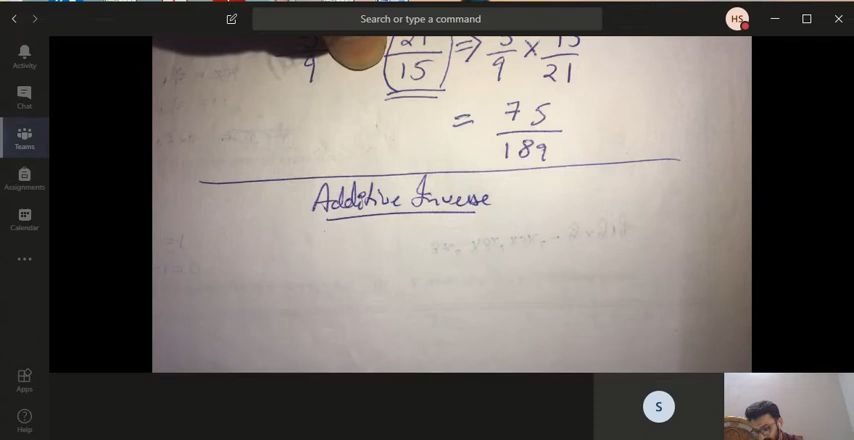 Search or type a command
HS
Activity
Chat
Teams
Assignments
Calendar
Apps
Help
9
21
15
⇒ 5/9 × 15/21
= 75/189
Additive Inverse
S